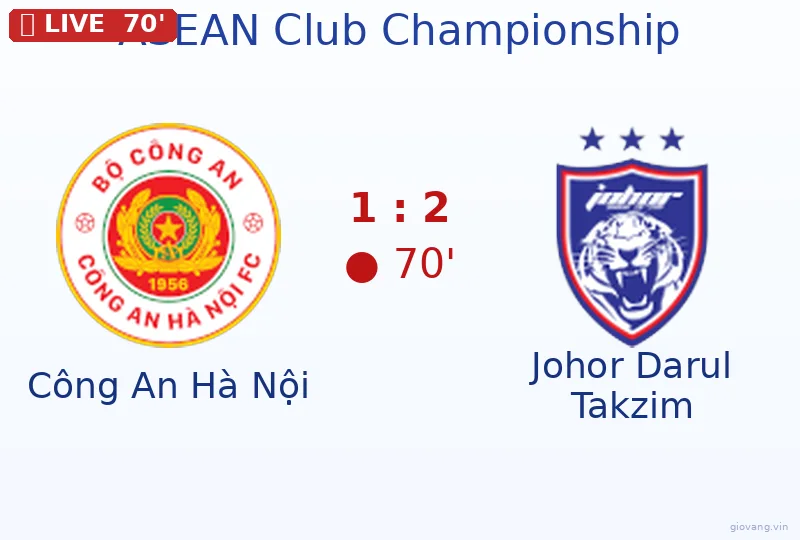 LIVE 70'
ASEAN Club Championship
BỘ CÔNG AN
1956
CÔNG AN HÀ NỘI FC
1 : 2
● 70'
johor
Công An Hà Nội
Johor Darul
Takzim
giovang.vin